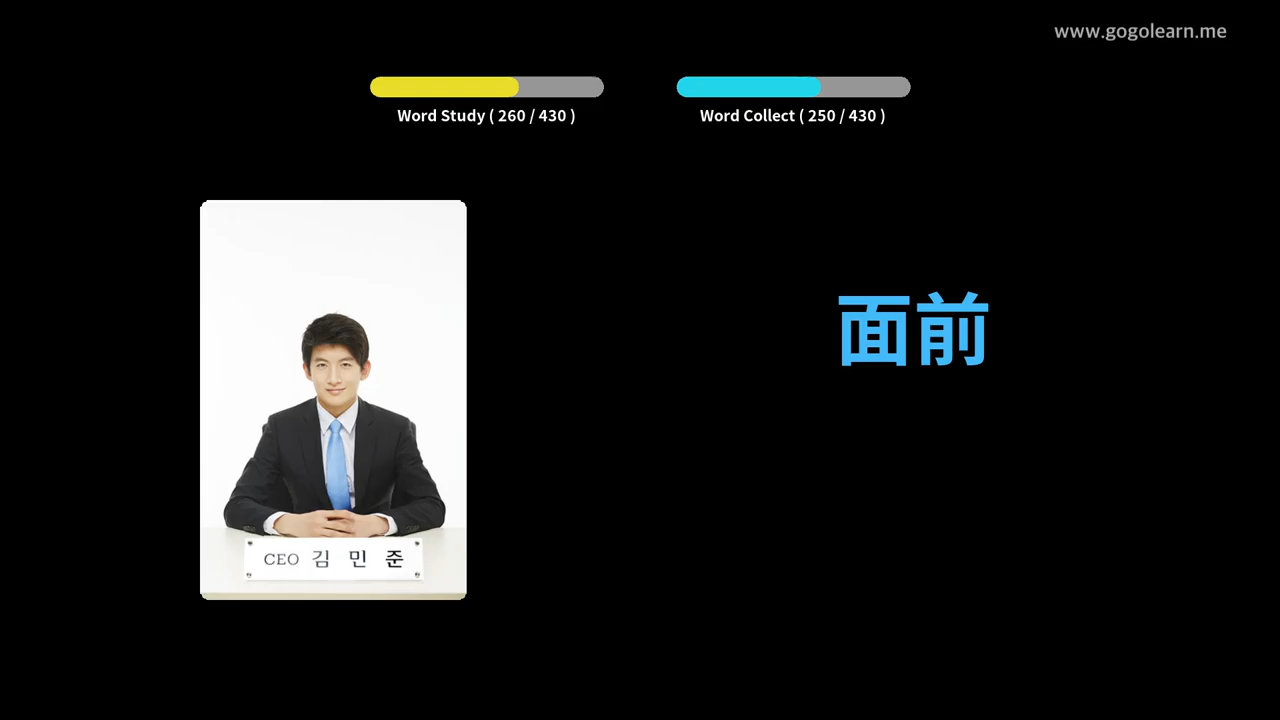 www.gogolearn.me
Word Study ( 260 / 430 )
Word Collect ( 250 / 430 )
面前
CEO 김 민 준